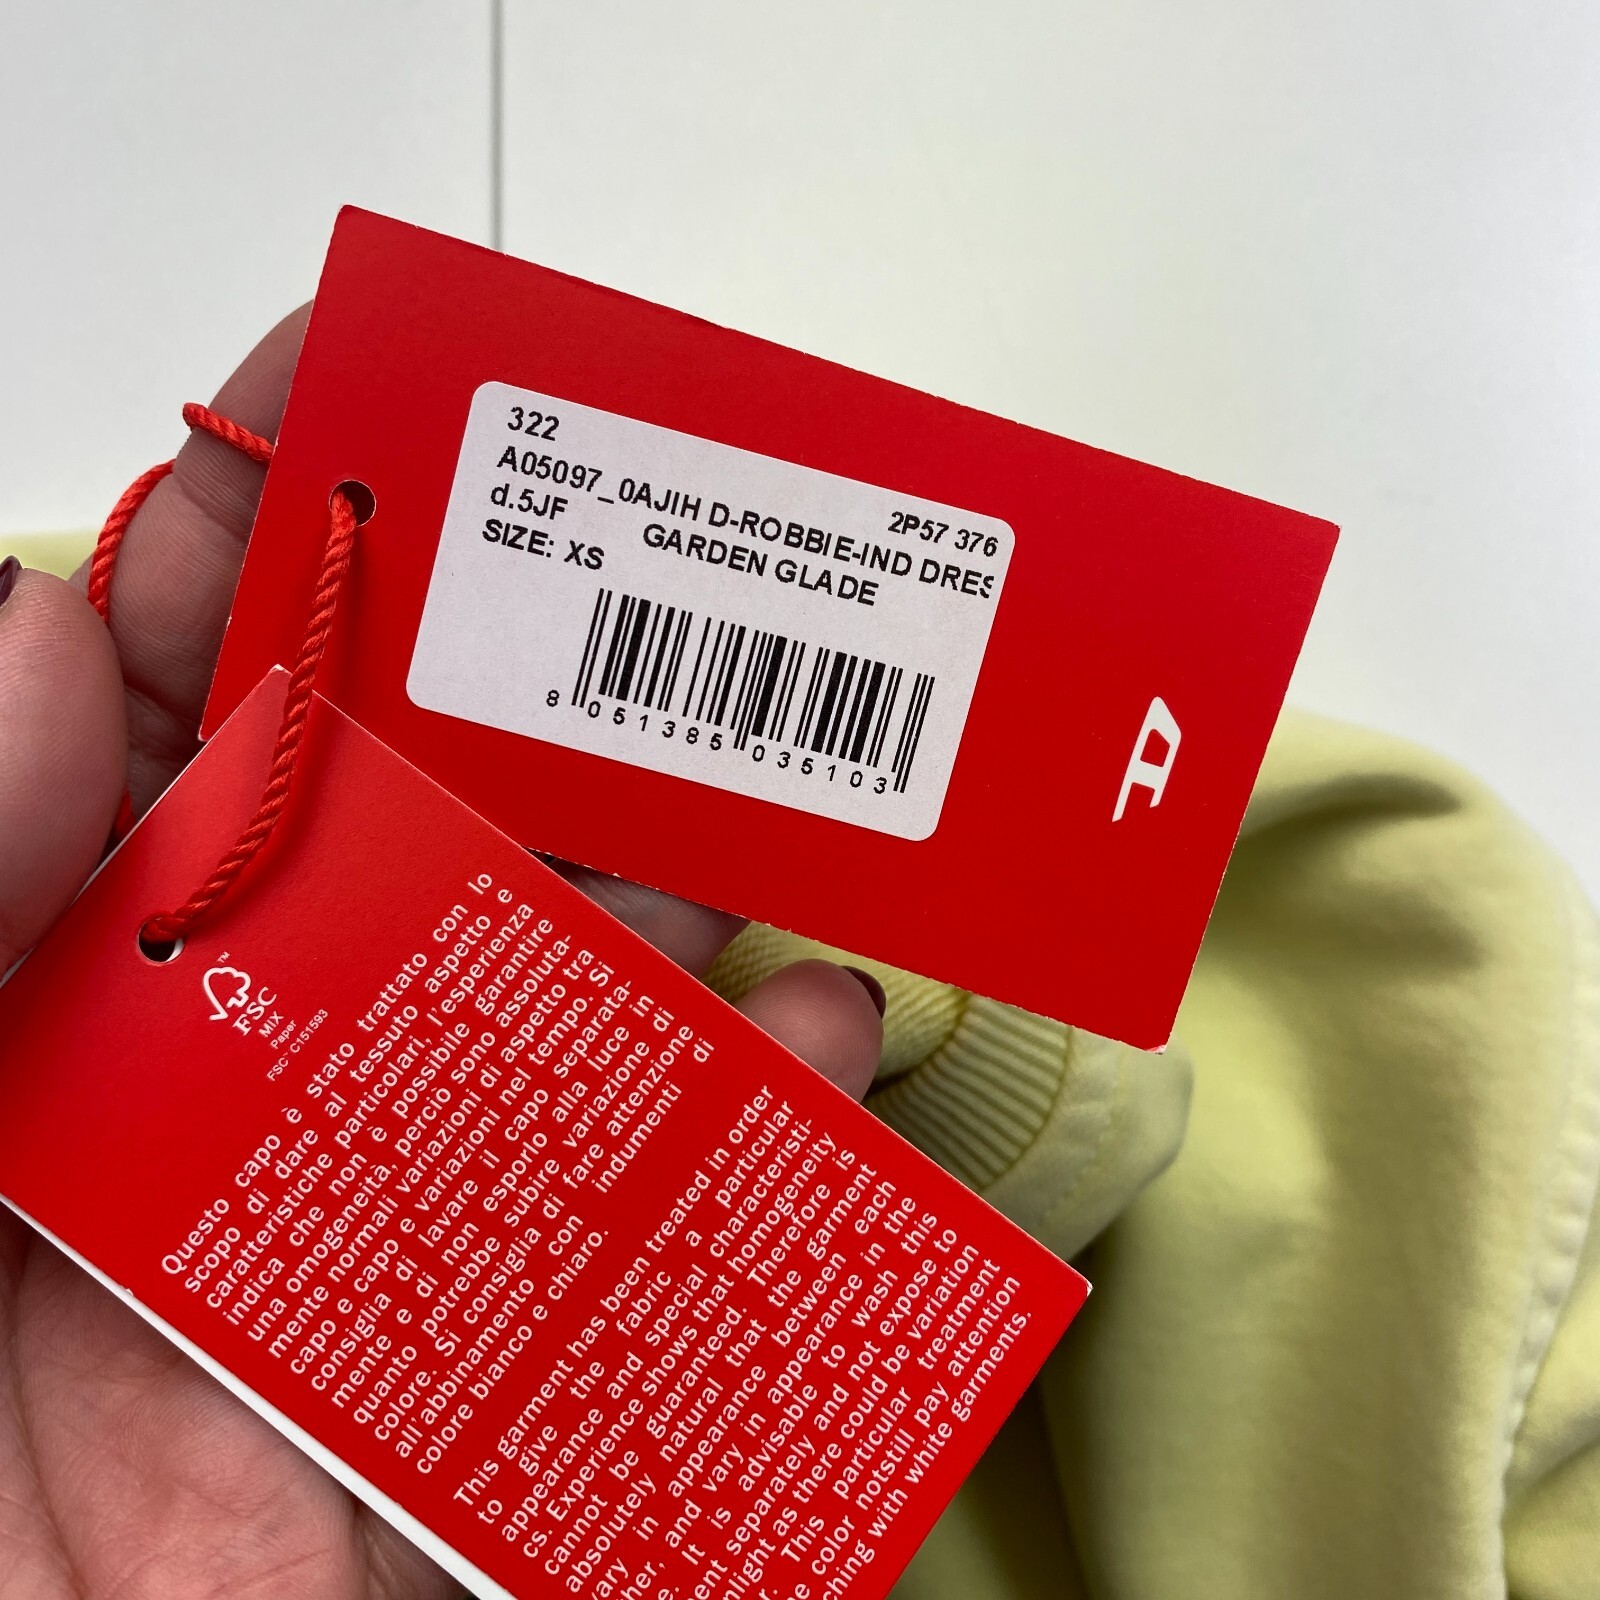 322
2P57 376
A05097_0AJIH D-ROBBIE-IND DRES
d.5JF GARDEN GLADE
SIZE: XS
8 051385 035103
FSC™
MIX
Paper
FSC™ C151593
Questo capo è stato trattato con lo
scopo di dare al tessuto aspetto e
caratteristiche particolari, l'esperienza
indica che non è possibile garantire
una omogeneità, perciò sono assoluta-
mente normali variazioni di aspetto tra
capo e capo e variazioni nel tempo. Si
consiglia di lavare il capo separata-
mente e di non esporlo alla luce in
quanto potrebbe subire variazione di
colore. Si consiglia di fare attenzione
all'abbinamento con indumenti di
colore bianco e chiaro.
This garment has been treated in order
to give the fabric a particular
appearance and special characteristi-
cs. Experience shows that homogeneity
cannot be guaranteed. Therefore is
absolutely natural that the garment
vary in appearance between each
ther, and vary in appearance in the
e. It is advisable to wash this
ent separately and not expose to
nlight as there could be variation
r. This particular treatment
e color notstill pay attention
ching with white garments.